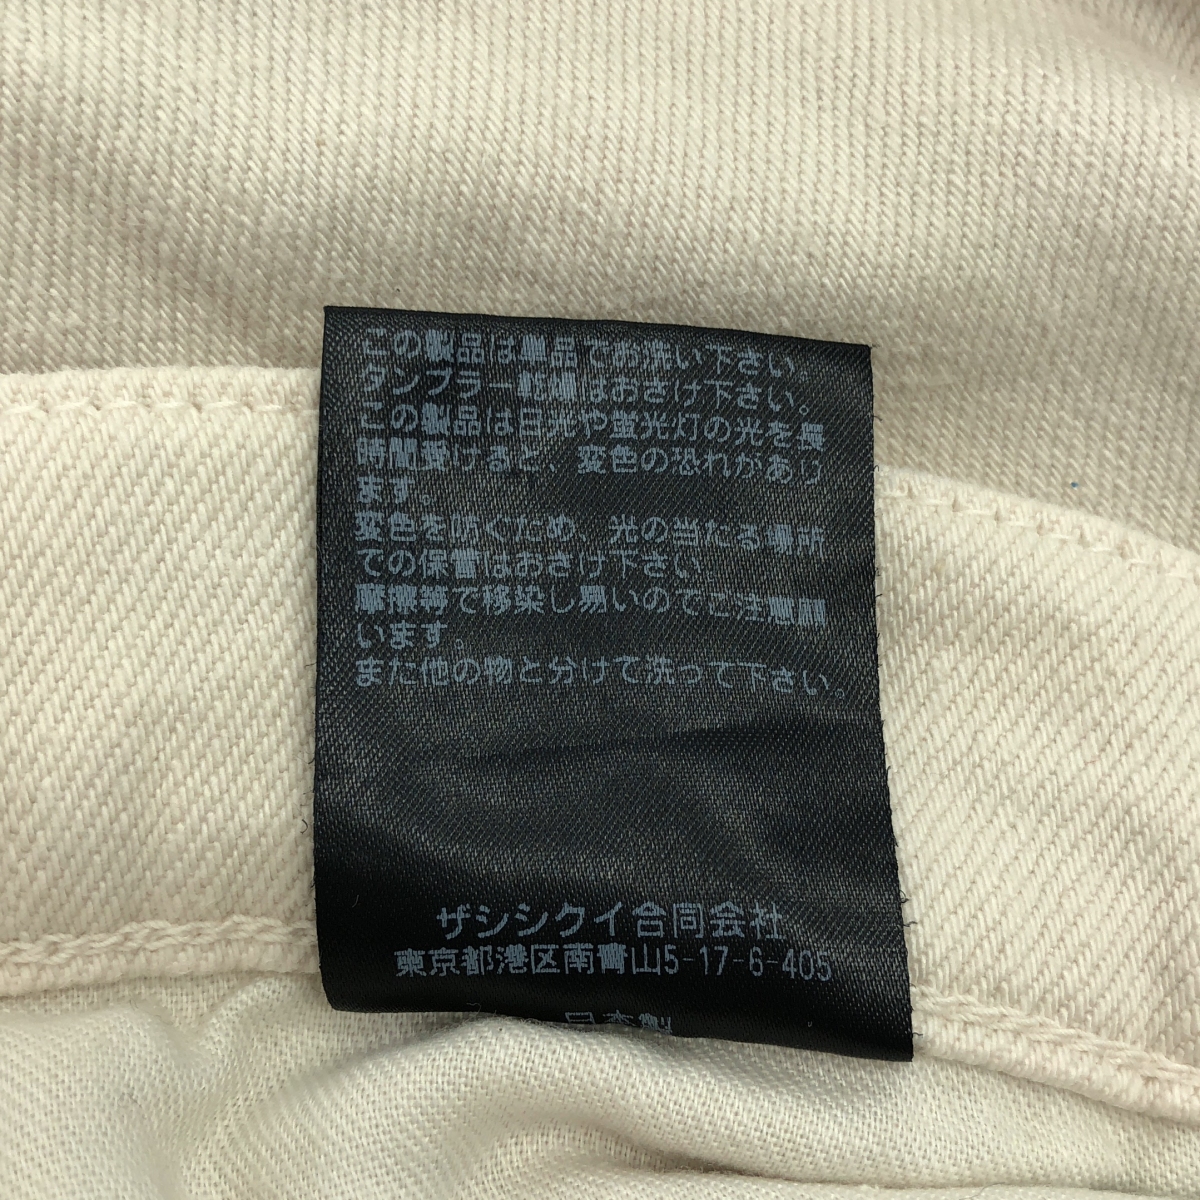 この製品は単品でお洗い下さい。
タンブラー乾燥はおさけ下さい。
この製品は日光や蛍光灯の光を長
時間受けると、変色の恐れがあり
ます。
変色を防ぐため、光の当たる場所
での保管はおさけ下さい。
摩擦等で移染し易いのでご注意願
います。
また他の物と分けて洗って下さい。
ザシシクイ合同会社
東京都港区南青山5-17-6-405
日本製